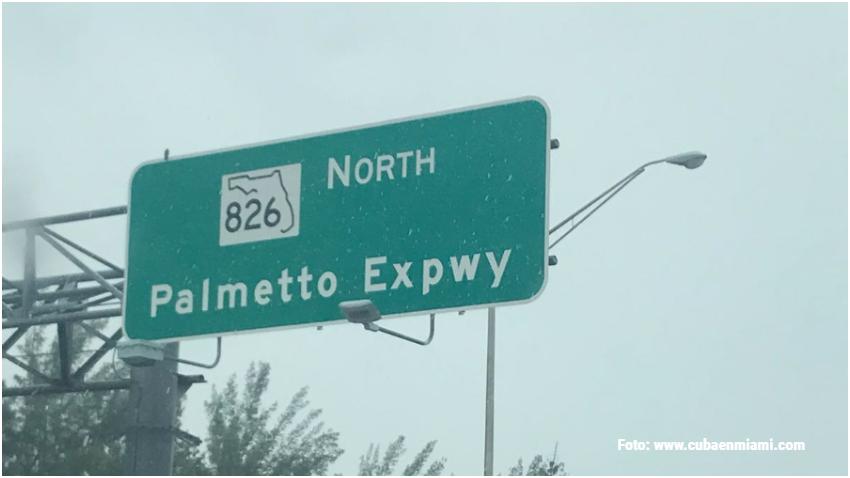 NORTH
826
Palmetto Expwy
Foto: www.cubaenmiami.com